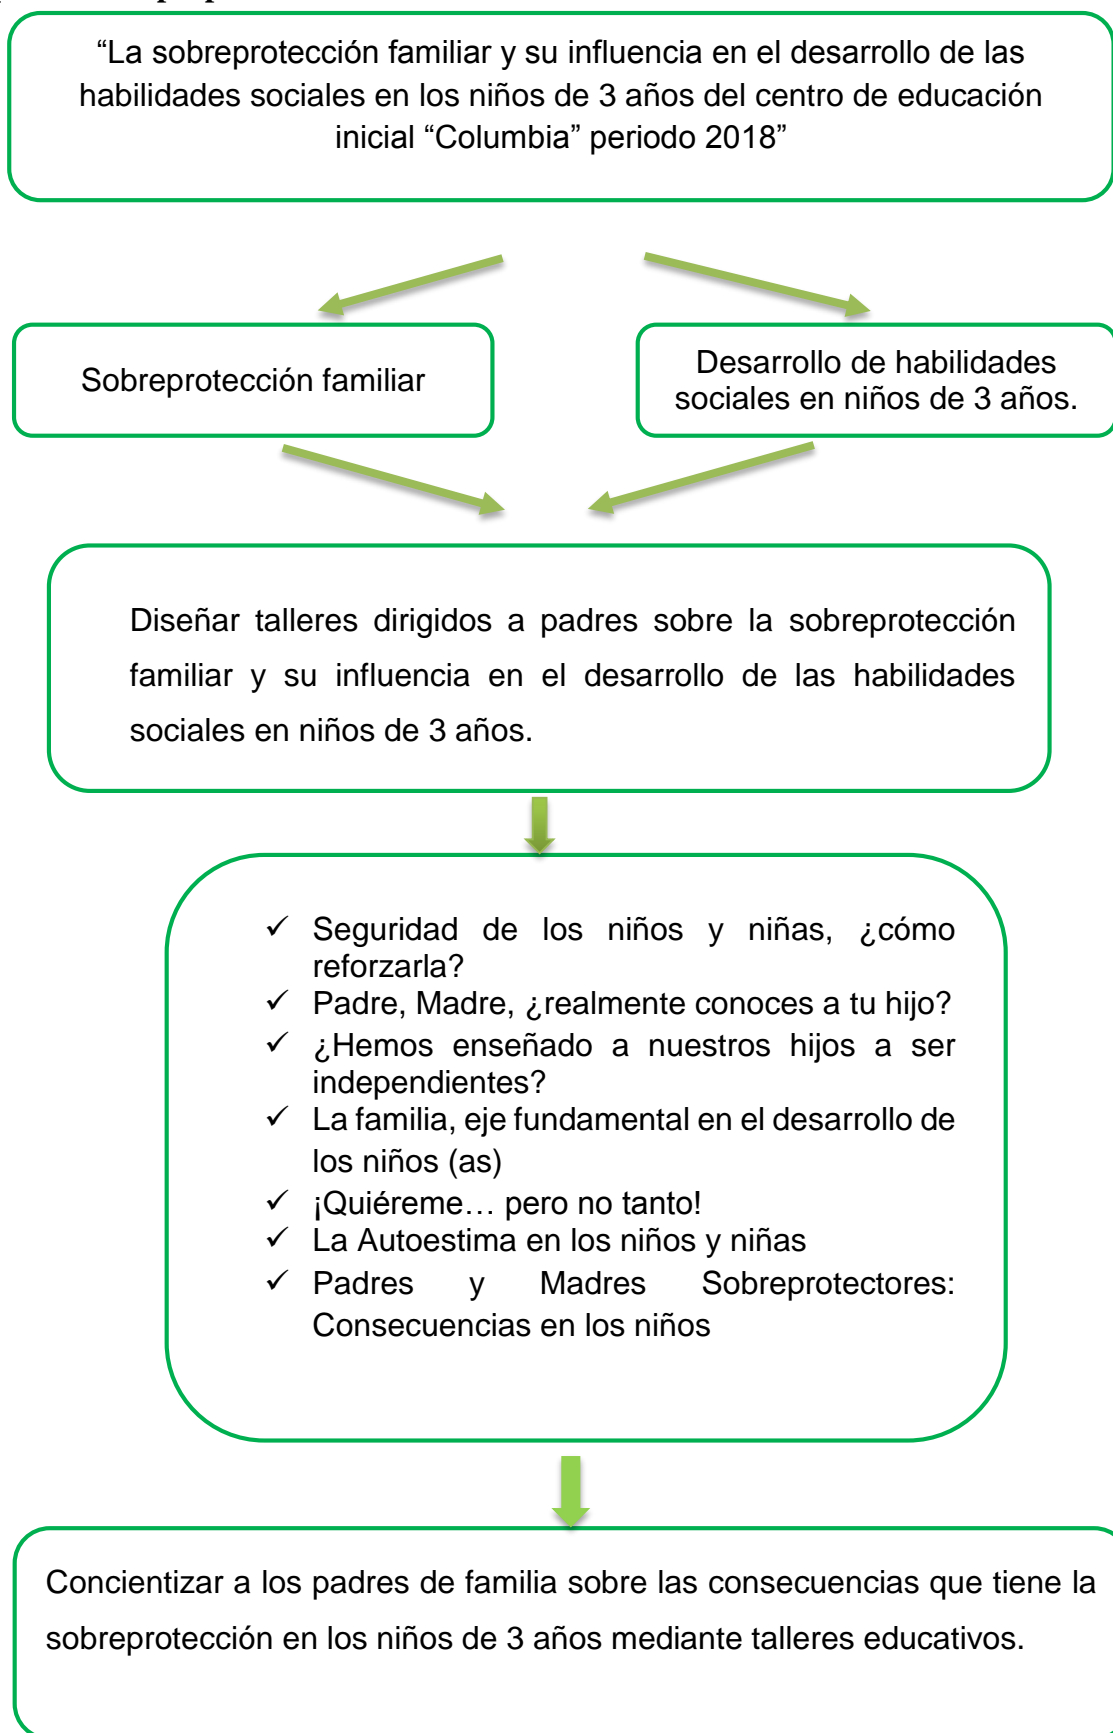 “La sobreprotección familiar y su influencia en el desarrollo de las
habilidades sociales en los niños de 3 años del centro de educación
inicial “Columbia” periodo 2018”
Sobreprotección familiar
Desarrollo de habilidades
sociales en niños de 3 años.
Diseñar talleres dirigidos a padres sobre la sobreprotección
familiar y su influencia en el desarrollo de las habilidades
sociales en niños de 3 años.
✓ Seguridad de los niños y niñas, ¿cómo
reforzarla?
✓ Padre, Madre, ¿realmente conoces a tu hijo?
✓ ¿Hemos enseñado a nuestros hijos a ser
independientes?
✓ La familia, eje fundamental en el desarrollo de
los niños (as)
✓ ¡Quiéreme… pero no tanto!
✓ La Autoestima en los niños y niñas
✓ Padres y Madres Sobreprotectores:
Consecuencias en los niños
Concientizar a los padres de familia sobre las consecuencias que tiene la
sobreprotección en los niños de 3 años mediante talleres educativos.